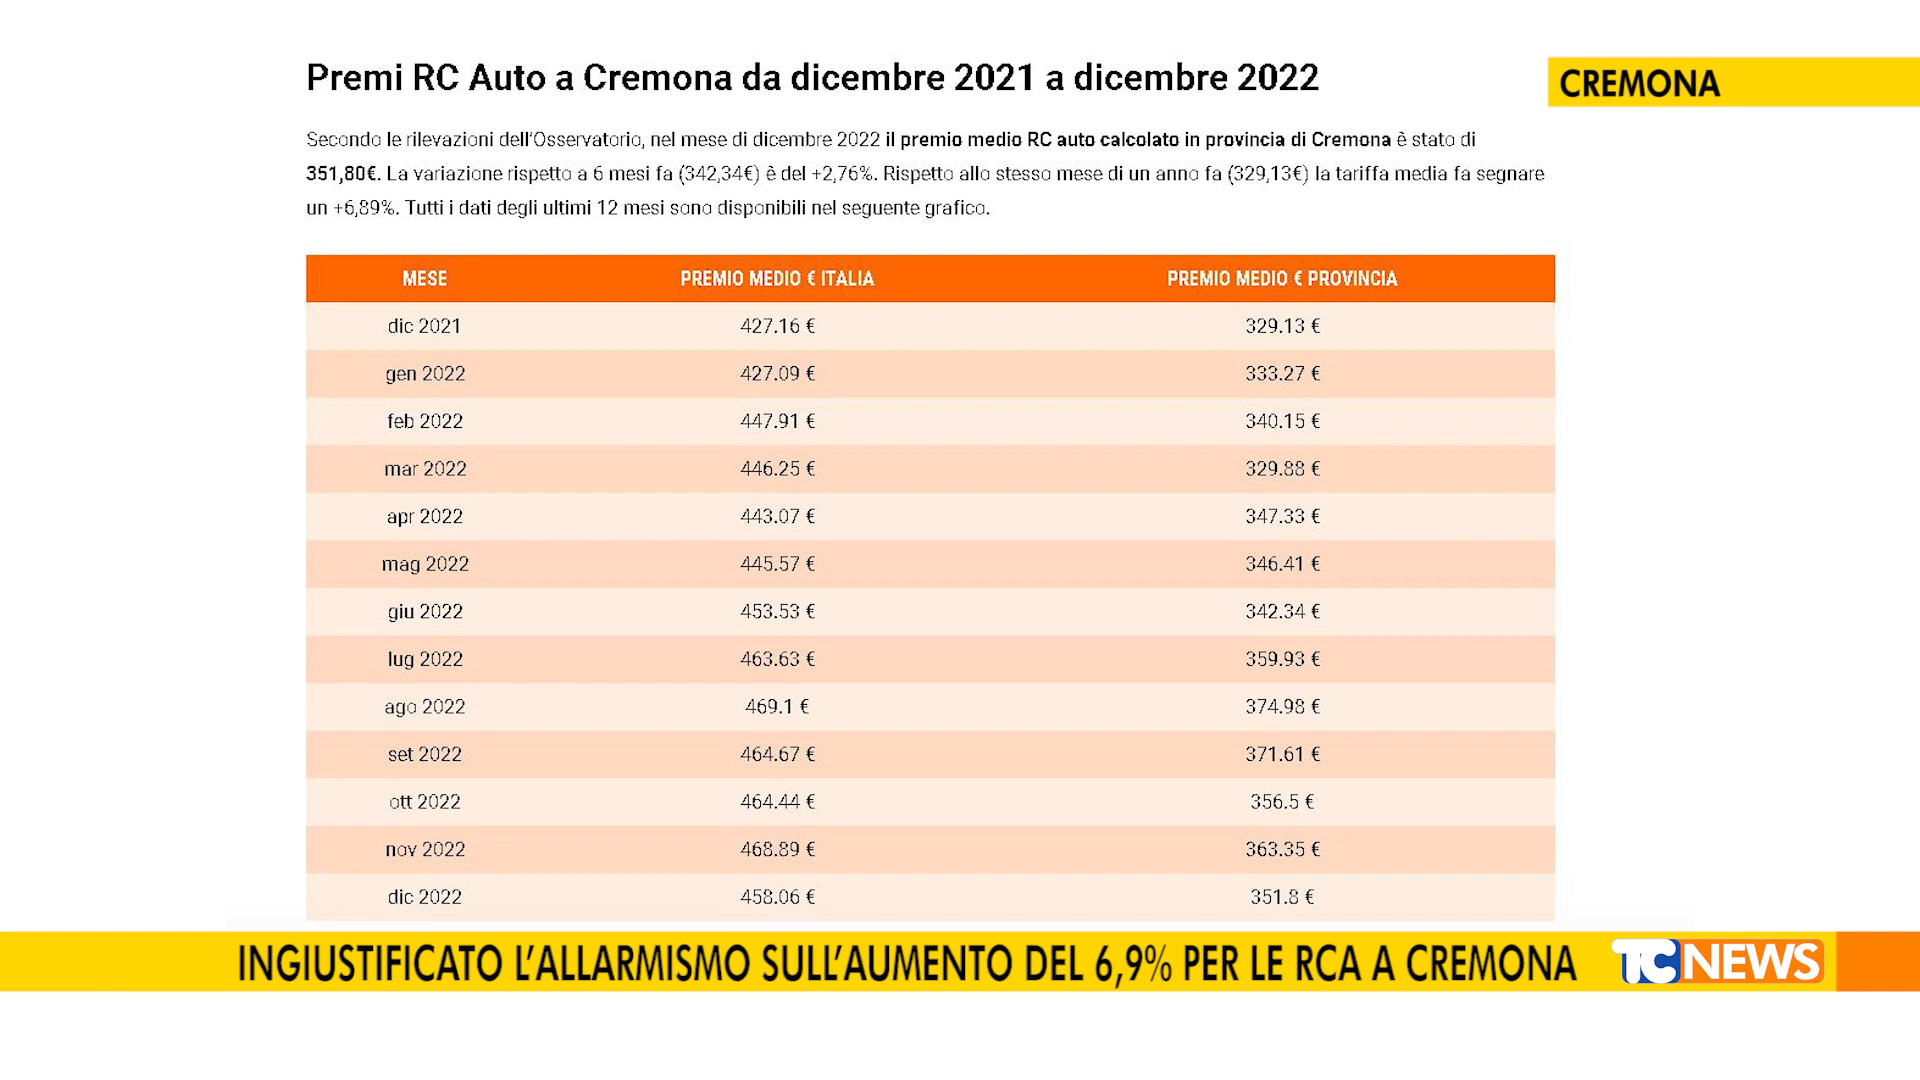 Premi RC Auto a Cremona da dicembre 2021 a dicembre 2022
CREMONA
Secondo le rilevazioni dell'Osservatorio, nel mese di dicembre 2022 il premio medio RC auto calcolato in provincia di Cremona è stato di
351,80€. La variazione rispetto a 6 mesi fa (342,34€) è del +2,76%. Rispetto allo stesso mese di un anno fa (329,13€) la tariffa media fa segnare
un +6,89%. Tutti i dati degli ultimi 12 mesi sono disponibili nel seguente grafico.
MESE PREMIO MEDIO € ITALIA PREMIO MEDIO € PROVINCIA
dic 2021 427.16 € 329.13 €
gen 2022 427.09 € 333.27 €
feb 2022 447.91 € 340.15 €
mar 2022 446.25 € 329.88 €
apr 2022 443.07 € 347.33 €
mag 2022 445.57 € 346.41 €
giu 2022 453.53 € 342.34 €
lug 2022 463.63 € 359.93 €
ago 2022 469.1 € 374.98 €
set 2022 464.67 € 371.61 €
ott 2022 464.44 € 356.5 €
nov 2022 468.89 € 363.35 €
dic 2022 458.06 € 351.8 €
INGIUSTIFICATO L'ALLARMISMO SULL'AUMENTO DEL 6,9% PER LE RCA A CREMONA
TC NEWS